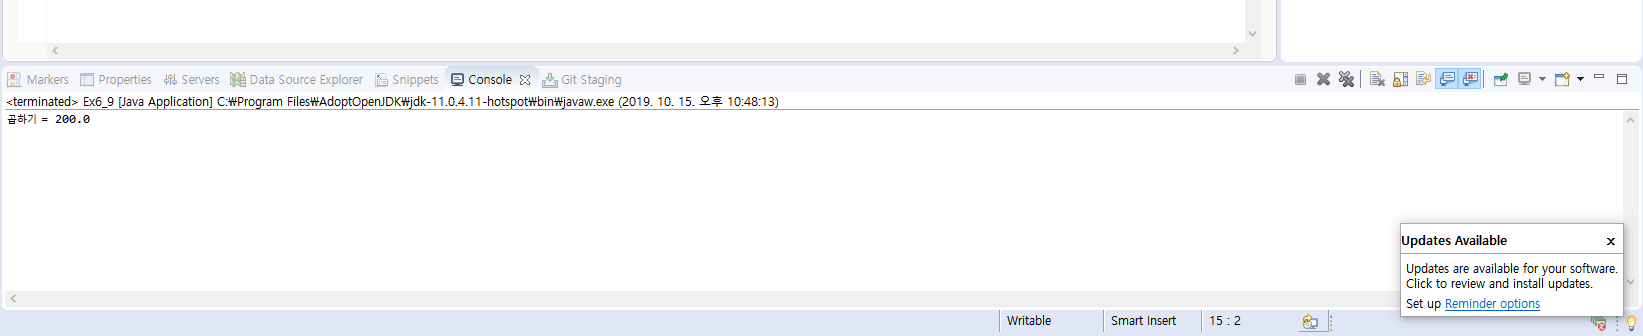 Markers Properties Servers Data Source Explorer Snippets Console Git Staging
<terminated> Ex6_9 [Java Application] C:₩Program Files₩AdoptOpenJDK₩jdk-11.0.4.11-hotspot₩bin₩javaw.exe (2019. 10. 15. 오후 10:48:13)
곱하기 = 200.0
Updates Available x
Updates are available for your software.
Click to review and install updates.
Set up Reminder options
Writable Smart Insert 15 : 2